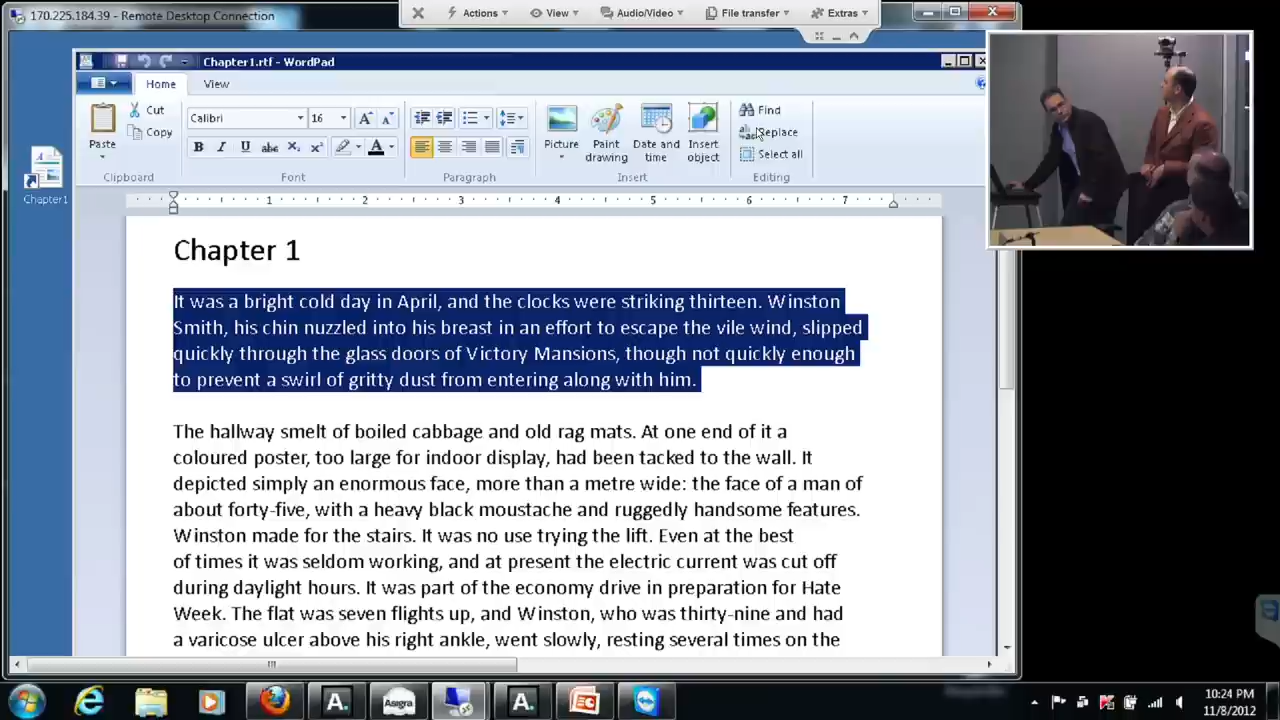 170.225.184.39 - Remote Desktop Connection
Actions
View
Audio/Video
File transfer
Extras
Chapter1.rtf - WordPad
Home
View
Paste
Cut
Copy
Clipboard
Calibri
16
B I U abc X₂ X²
A
Font
Paragraph
Picture
Paint drawing
Date and time
Insert object
Insert
Find
Replace
Select all
Editing
1 2 3 4 5 6 7
Chapter1
Chapter 1
It was a bright cold day in April, and the clocks were striking thirteen. Winston
Smith, his chin nuzzled into his breast in an effort to escape the vile wind, slipped
quickly through the glass doors of Victory Mansions, though not quickly enough
to prevent a swirl of gritty dust from entering along with him.
The hallway smelt of boiled cabbage and old rag mats. At one end of it a
coloured poster, too large for indoor display, had been tacked to the wall. It
depicted simply an enormous face, more than a metre wide: the face of a man of
about forty-five, with a heavy black moustache and ruggedly handsome features.
Winston made for the stairs. It was no use trying the lift. Even at the best
of times it was seldom working, and at present the electric current was cut off
during daylight hours. It was part of the economy drive in preparation for Hate
Week. The flat was seven flights up, and Winston, who was thirty-nine and had
a varicose ulcer above his right ankle, went slowly, resting several times on the
Asigra
10:24 PM
11/8/2012